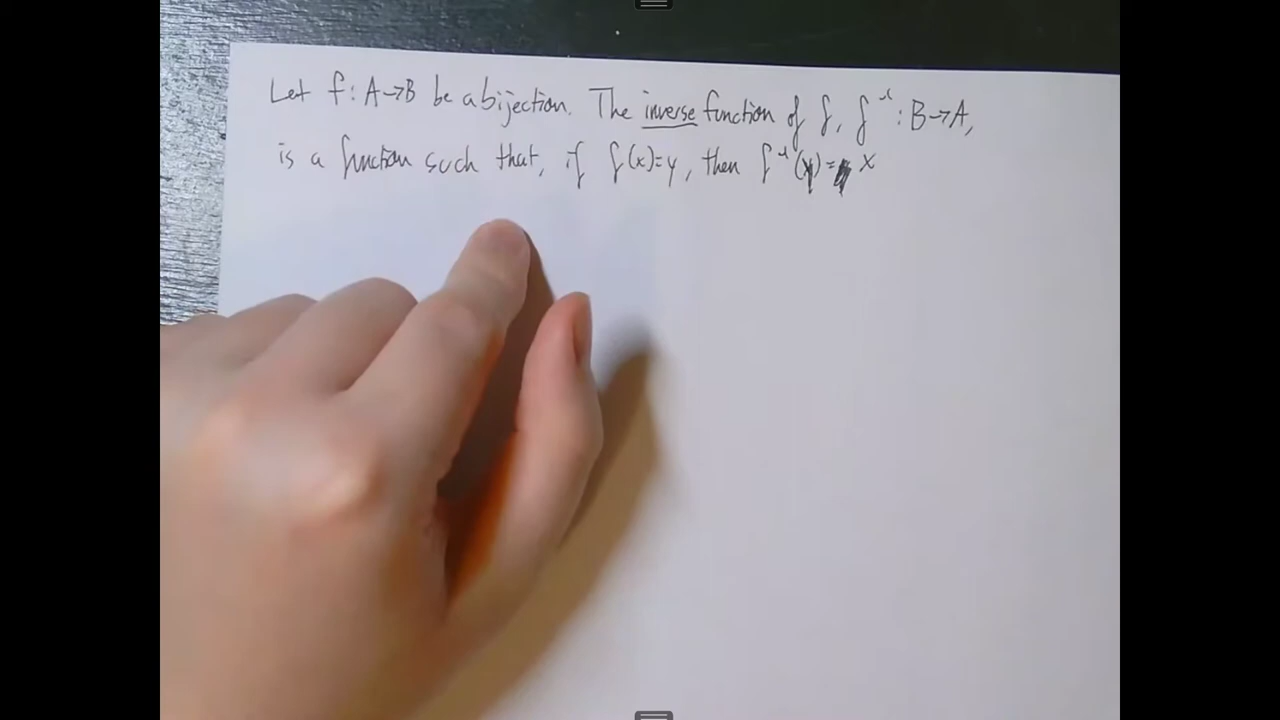 Let f: A→B be a bijection. The inverse function of f, f⁻¹: B→A,
is a function such that, if f(x)=y, then f⁻¹(y)= x